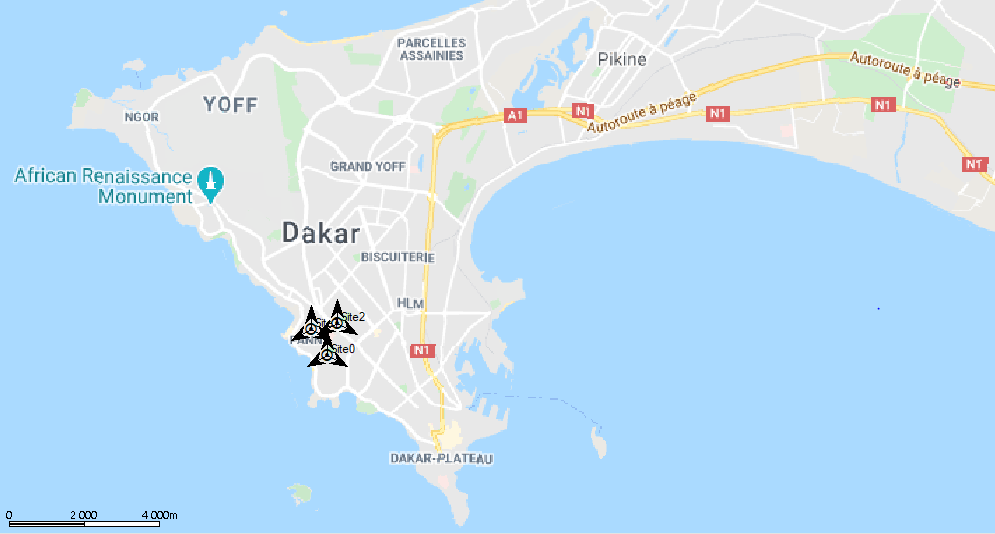 PARCELLES
ASSAINIES
Pikine
Autoroute à péage
YOFF
NGOR
A1
N1
Autoroute à péage
N1
N1
GRAND YOFF
N1
African Renaissance
Monument
Dakar
BISCUITERIE
HLM
Site2
Site0
N1
DAKAR-PLATEAU
0 2 000 4 000m